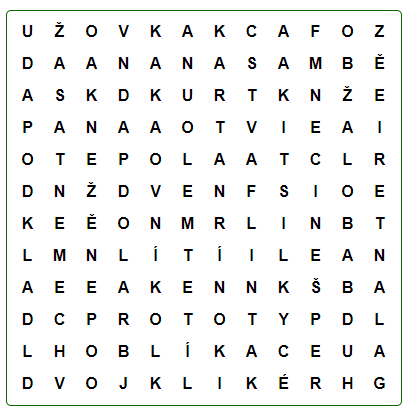 U Ž O V K A K C A F O Z
D A A N A N A S A M B Ě
A S K D K U R T K N Ž E
P A N A A O T V I E A I
O T E P O L A A T C L R
D N Ž D V E N F S I O E
K E Ě O N M R L I N B T
L M N L Í T Í I L E A N
A E E A K E N N K Š B A
D C P R O T O T Y P D L
L H O B L Í K A C E U A
D V O J K L I K É R H G